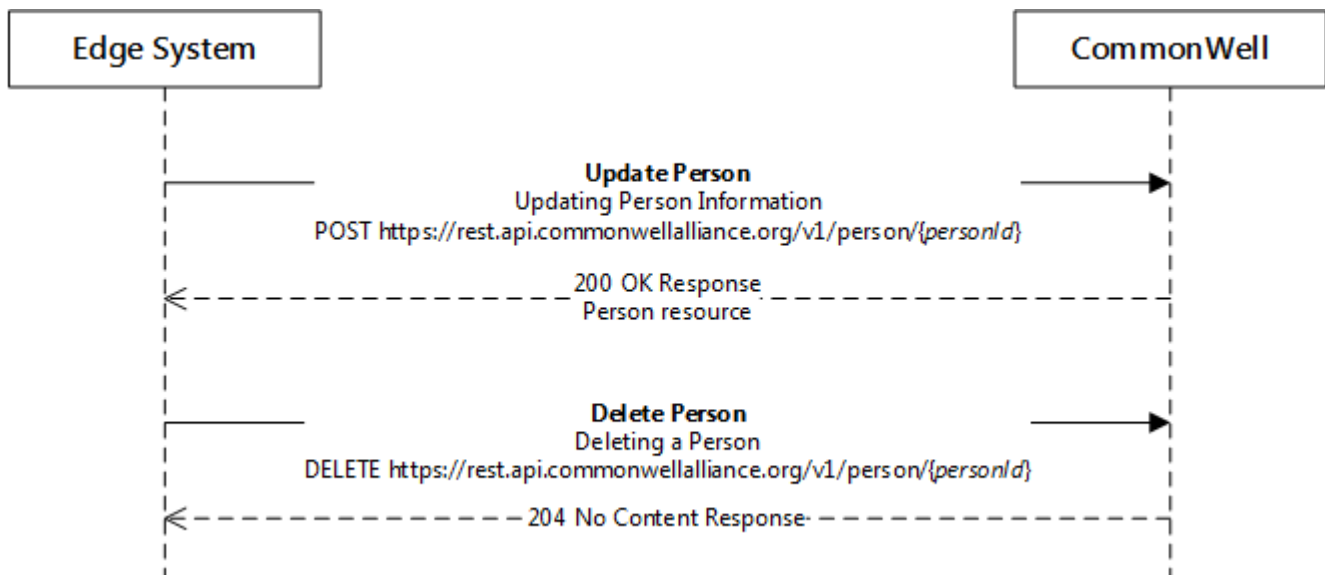 Edge System
CommonWell
Update Person
Updating Person Information
POST https://rest.api.commonwellalliance.org/v1/person/{personId}
200 OK Response
Person resource
Delete Person
Deleting a Person
DELETE https://rest.api.commonwellalliance.org/v1/person/{personId}
204 No Content Response